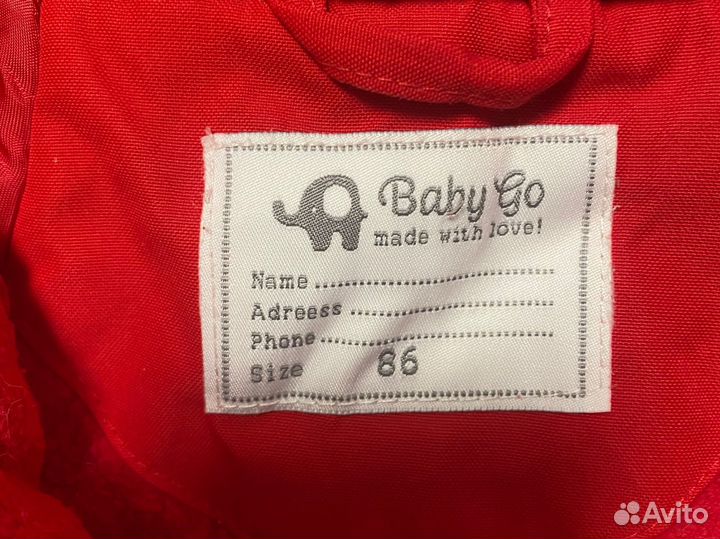 Baby Go
made with love!
Name
Adreess
Phone
Size 86
Avito